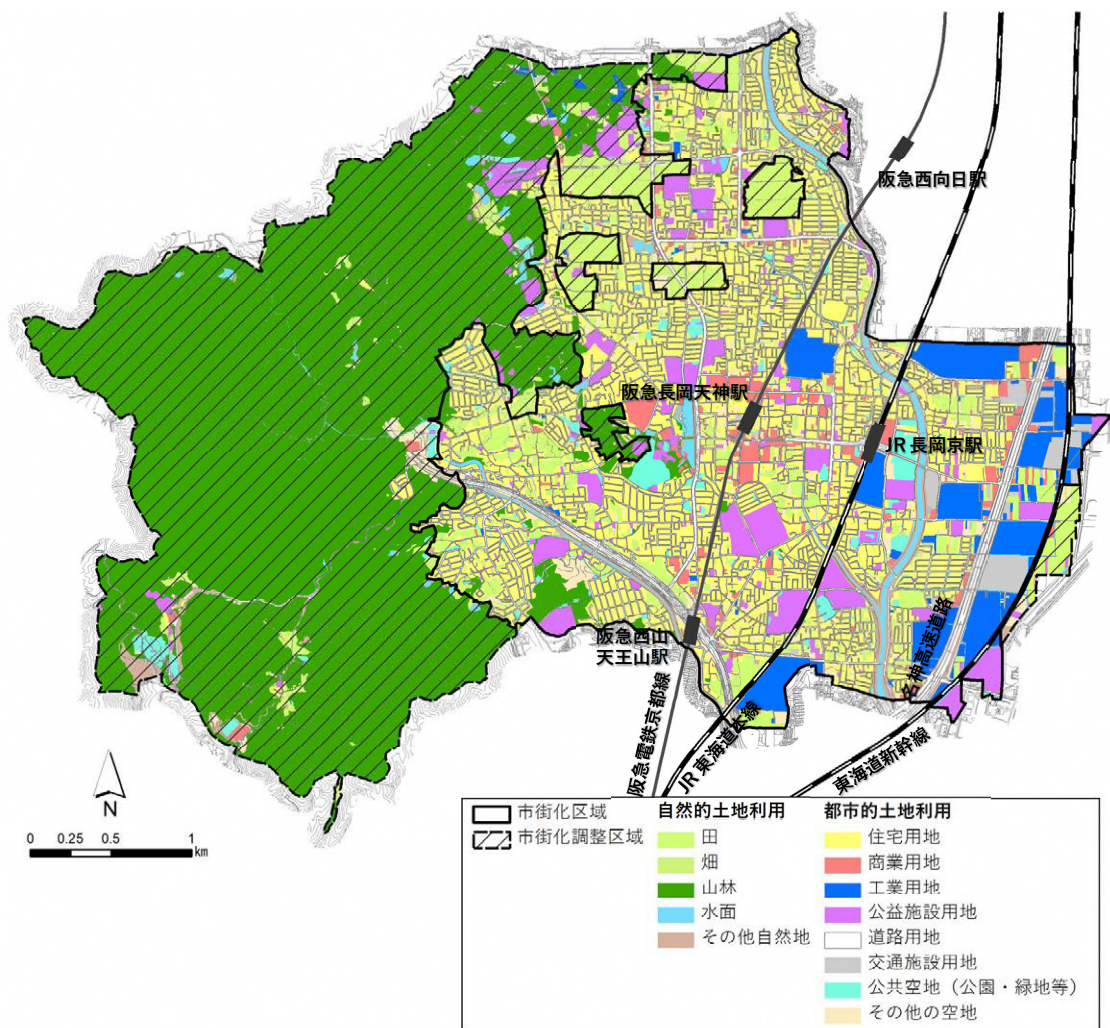 阪急西向日駅
阪急長岡天神駅
JR 長岡京駅
阪急西山
天王山駅
名神高速道路
阪急電鉄京都線
JR 東海道本線
東海道新幹線
N
0 0.25 0.5 1
km
市街化区域
市街化調整区域
自然的土地利用
田
畑
山林
水面
その他自然地
都市的土地利用
住宅用地
商業用地
工業用地
公益施設用地
道路用地
交通施設用地
公共空地（公園・緑地等）
その他の空地